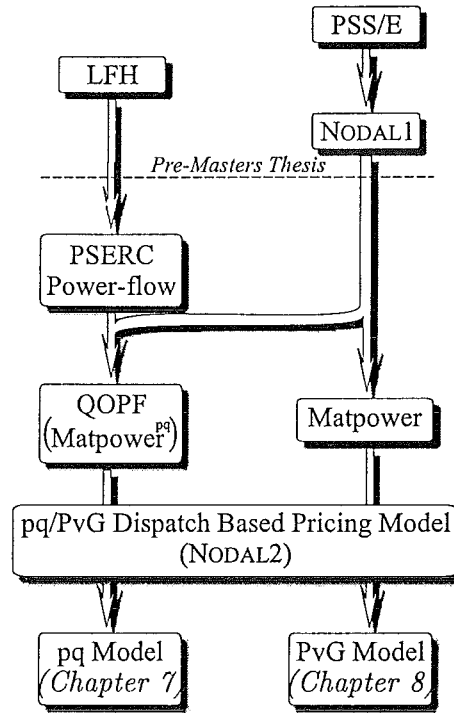 PSS/E
LFH
NODAL1
Pre-Masters Thesis
PSERC
Power-flow
QOPF
(Matpower^pq)
Matpower
pq/PvG Dispatch Based Pricing Model
(NODAL2)
pq Model
(Chapter 7)
PvG Model
(Chapter 8)